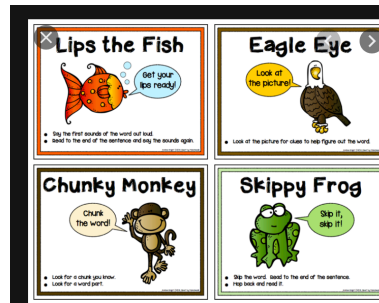 Lips the Fish
Get your
lips ready!
Say the first sounds of the word out loud.
Read to the end of the sentence and say the sounds again.
Eagle Eye
Look at
the picture!
Look at the picture for clues to help figure out the word.
Chunky Monkey
Chunk
the word!
Look for a chunk you know.
Look for a word part.
Skippy Frog
Skip it,
skip it!
Skip the word. Read to the end of the sentence.
Hop back and read it.